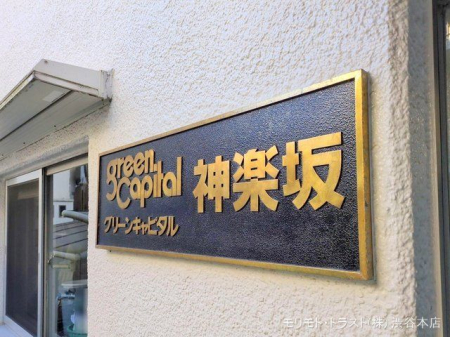 green
Capital
グリーンキャピタル
神楽坂
モリモト・トラスト(株) 渋谷本店